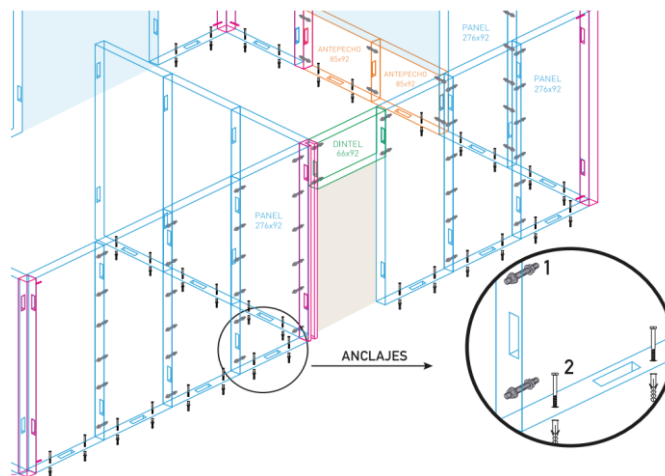 PANEL
276x92
ANTEPECHO
85x92
ANTEPECHO
85x92
PANEL
276x92
DINTEL
66x92
PANEL
276x92
ANCLAJES
1
2